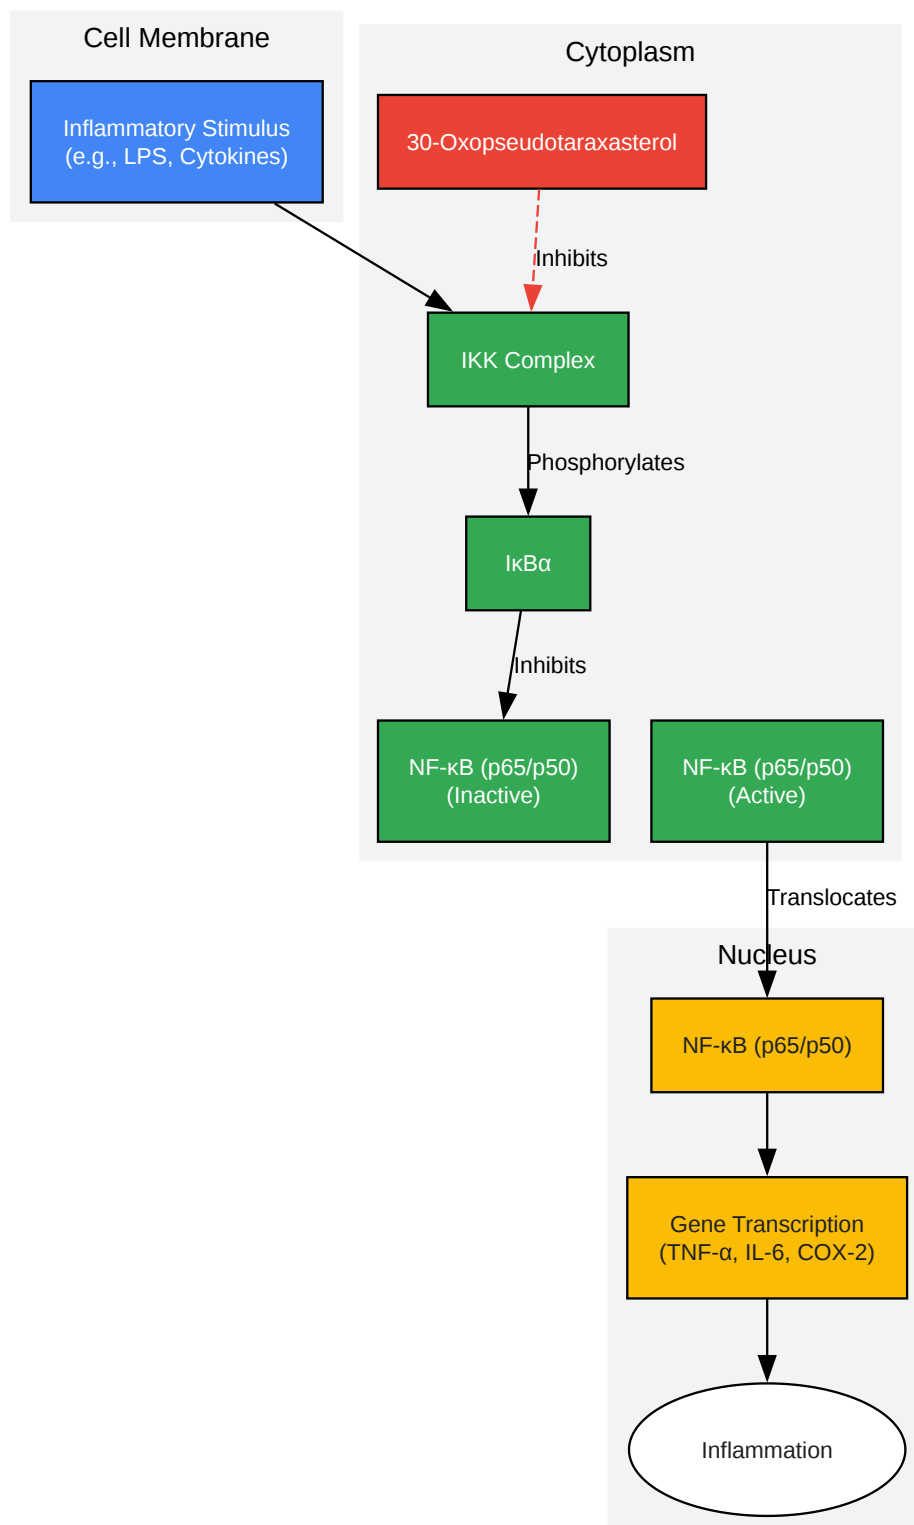 Cell Membrane
Inflammatory Stimulus
(e.g., LPS, Cytokines)
Cytoplasm
30-Oxopseudotaraxasterol
Inhibits
IKK Complex
Phosphorylates
IκBα
Inhibits
NF-κB (p65/p50)
(Inactive)
NF-κB (p65/p50)
(Active)
Translocates
Nucleus
NF-κB (p65/p50)
Gene Transcription
(TNF-α, IL-6, COX-2)
Inflammation